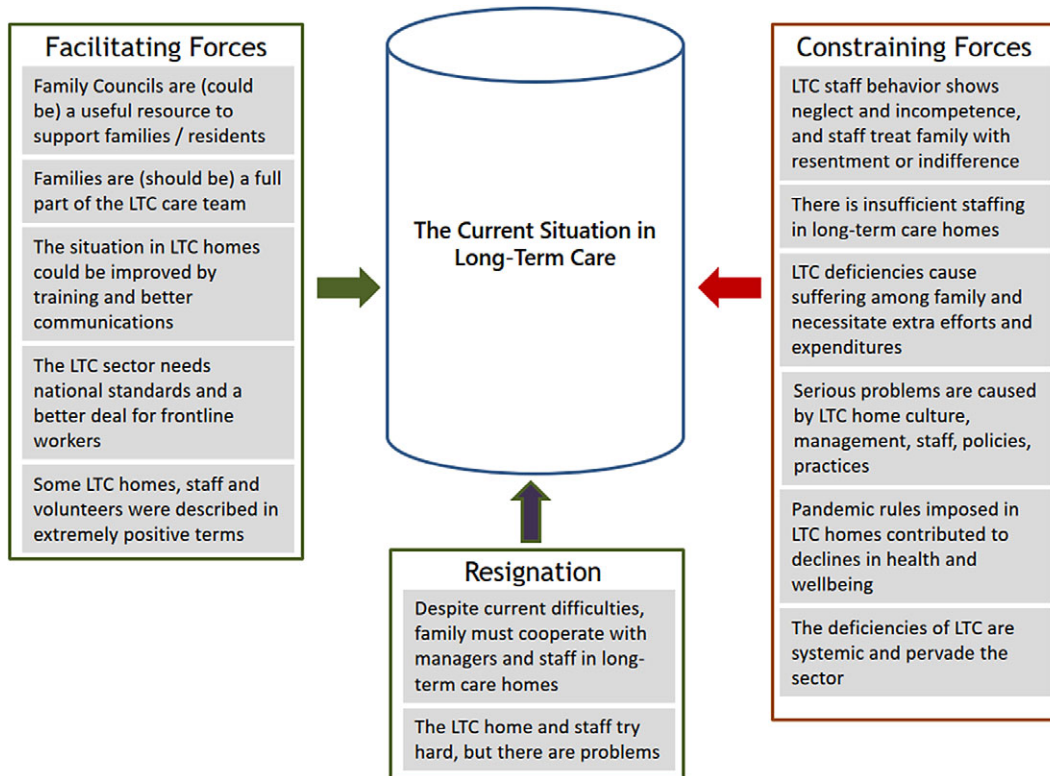 Facilitating Forces
Family Councils are (could
be) a useful resource to
support families / residents
Families are (should be) a full
part of the LTC care team
The situation in LTC homes
could be improved by
training and better
communications
The LTC sector needs
national standards and a
better deal for frontline
workers
Some LTC homes, staff and
volunteers were described in
extremely positive terms
The Current Situation in
Long-Term Care
Resignation
Despite current difficulties,
family must cooperate with
managers and staff in long-
term care homes
The LTC home and staff try
hard, but there are problems
Constraining Forces
LTC staff behavior shows
neglect and incompetence,
and staff treat family with
resentment or indifference
There is insufficient staffing
in long-term care homes
LTC deficiencies cause
suffering among family and
necessitate extra efforts and
expenditures
Serious problems are caused
by LTC home culture,
management, staff, policies,
practices
Pandemic rules imposed in
LTC homes contributed to
declines in health and
wellbeing
The deficiencies of LTC are
systemic and pervade the
sector